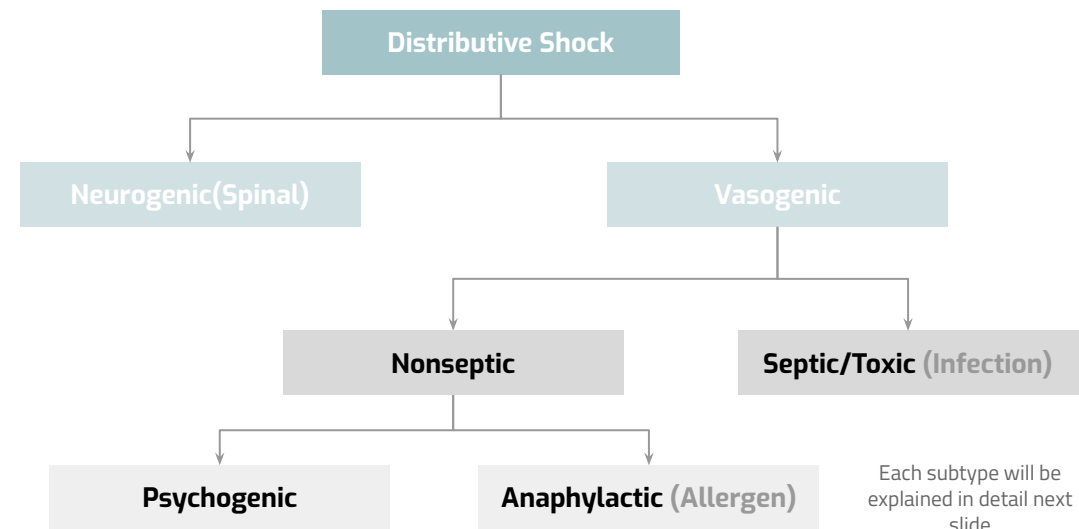 Distributive Shock
Neurogenic(Spinal)
Vasogenic
Nonseptic
Septic/Toxic (Infection)
Psychogenic
Anaphylactic (Allergen)
Each subtype will be
explained in detail next
slide